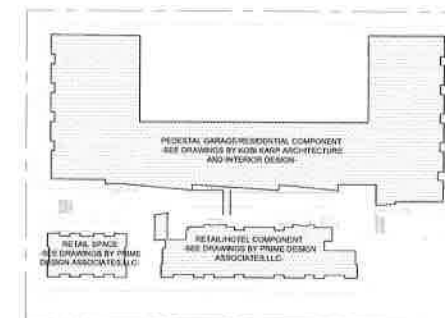 PEDESTAL GARAGE/RESIDENTIAL COMPONENT
-SEE DRAWINGS BY KOBI KARP ARCHITECTURE
AND INTERIOR DESIGN-
RETAIL SPACE
-SEE DRAWINGS BY PRIME
DESIGN ASSOCIATES,LLC-
RETAIL/HOTEL COMPONENT
-SEE DRAWINGS BY PRIME DESIGN
ASSOCIATES,LLC-